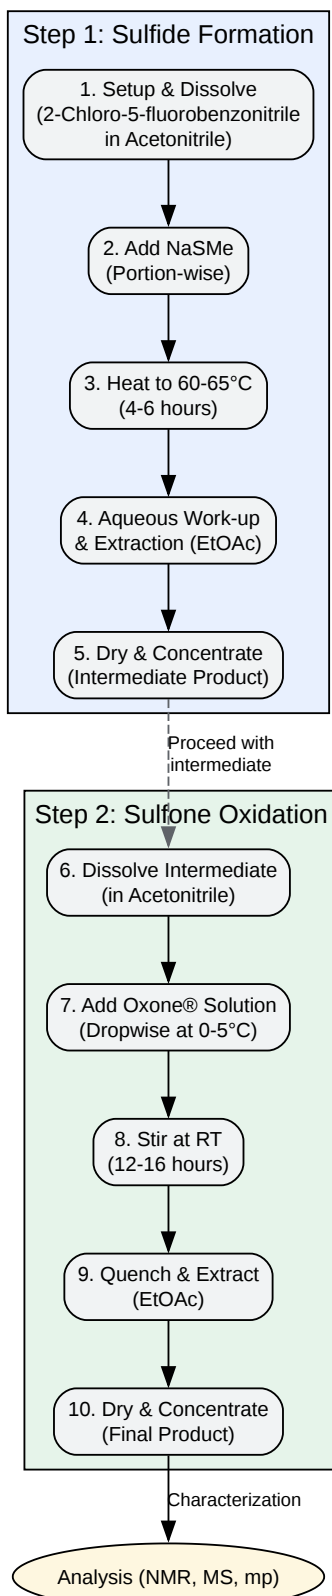 Step 1: Sulfide Formation
1. Setup & Dissolve
(2-Chloro-5-fluorobenzonitrile
in Acetonitrile)
2. Add NaSMe
(Portion-wise)
3. Heat to 60-65°C
(4-6 hours)
4. Aqueous Work-up
& Extraction (EtOAc)
5. Dry & Concentrate
(Intermediate Product)
Proceed with
intermediate
Step 2: Sulfone Oxidation
6. Dissolve Intermediate
(in Acetonitrile)
7. Add Oxone® Solution
(Dropwise at 0-5°C)
8. Stir at RT
(12-16 hours)
9. Quench & Extract
(EtOAc)
10. Dry & Concentrate
(Final Product)
Characterization
Analysis (NMR, MS, mp)